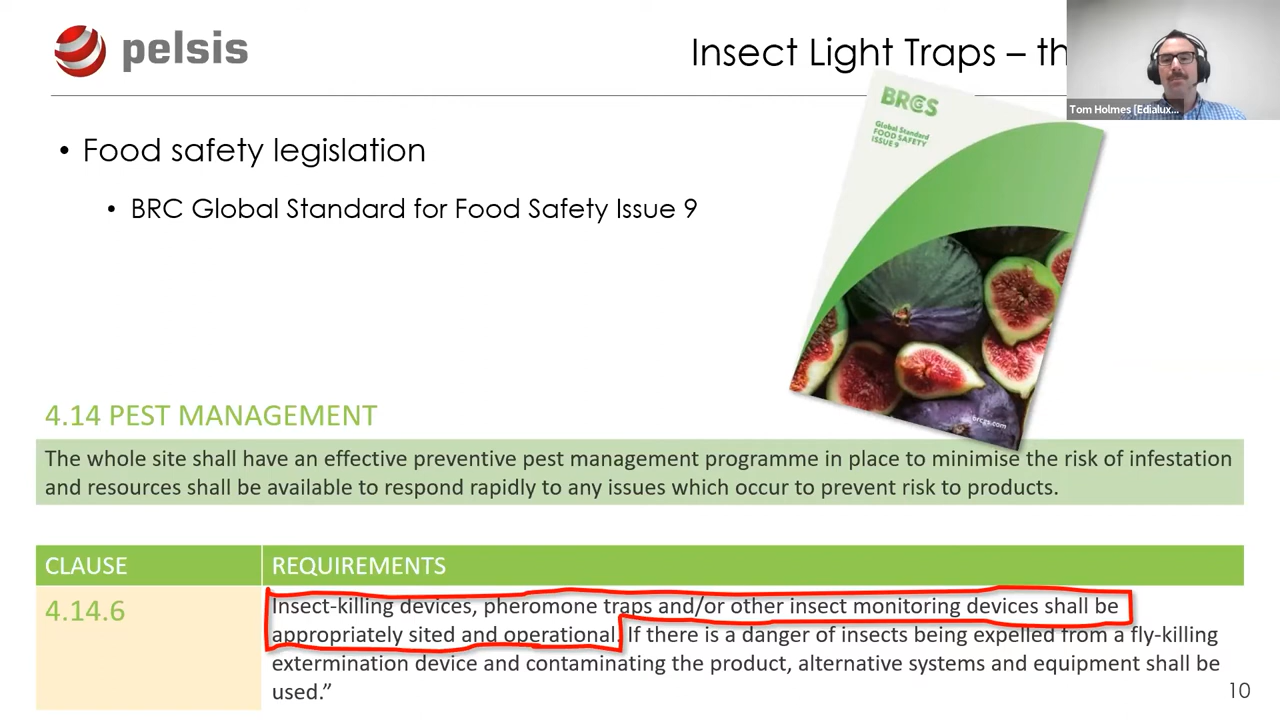 pelsis
Insect Light Traps – th
Tom Holmes [Edialux...
BRCGS
Global Standard
FOOD SAFETY
ISSUE 9
brcgs.com
• Food safety legislation
• BRC Global Standard for Food Safety Issue 9
4.14 PEST MANAGEMENT
The whole site shall have an effective preventive pest management programme in place to minimise the risk of infestation
and resources shall be available to respond rapidly to any issues which occur to prevent risk to products.
CLAUSE REQUIREMENTS
4.14.6
Insect-killing devices, pheromone traps and/or other insect monitoring devices shall be
appropriately sited and operational. If there is a danger of insects being expelled from a fly-killing
extermination device and contaminating the product, alternative systems and equipment shall be
used.”
10